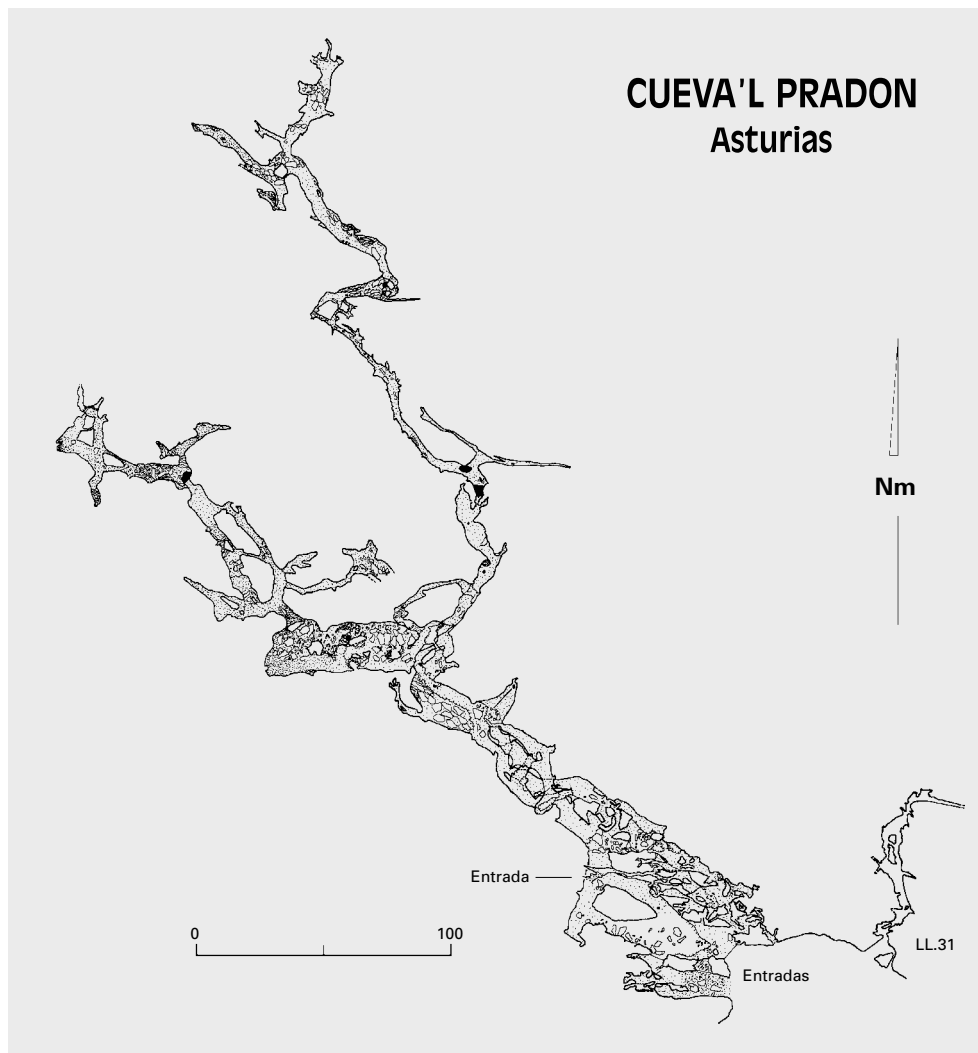 CUEVA'L PRADON
Asturias
Nm
Entrada
0 100
LL.31
Entradas